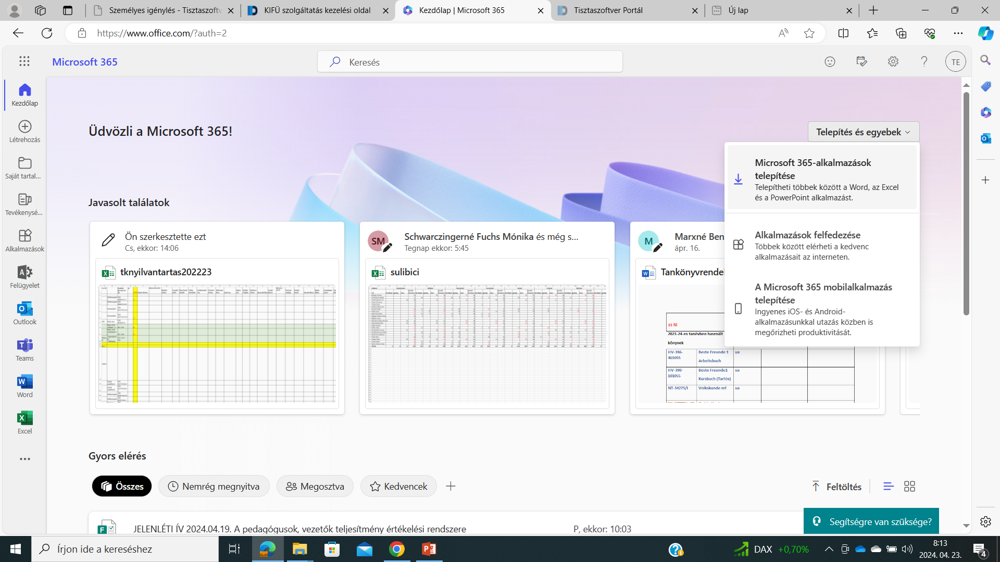 Személyes igénylés - Tisztaszoftv
KIFÜ szolgáltatás kezelési oldal
Kezdőlap | Microsoft 365
Tisztaszoftver Portál
Új lap
https://www.office.com/?auth=2
Microsoft 365
Keresés
TE
Kezdőlap
Létrehozás
Saját tartal...
Tevékenysé...
Alkalmazások
Felügyelet
Outlook
Teams
Word
Excel
Üdvözli a Microsoft 365!
Telepítés és egyebek
Microsoft 365-alkalmazások
telepítése
Telepítheti többek között a Word, az Excel
és a PowerPoint alkalmazást.
Alkalmazások felfedezése
Többek között elérheti a kedvenc
alkalmazásait az interneten.
A Microsoft 365 mobilalkalmazás
telepítése
Ingyenes iOS- és Android-
alkalmazásunkkal utazás közben is
megőrizheti produktivitását.
Javasolt találatok
Ön szerkesztette ezt
Cs, ekkor: 14:06
tknyilvantartas202223
SM
Schwarczingerné Fuchs Mónika és még s...
Tegnap ekkor: 5:45
sulibici
M
Marxné Ben
ápr. 16.
Tankönyvrendel
33 fő
2023-24-es tanévben használt
könyvek
HV-396-
461055
Beste Freunde 1
Arbeitsbuch
ua
HV-390-
101055
Beste Freunde1
Kursbuch (Tartós)
ua
NT-34275/I
Volkskunde mf
ua
Gyors elérés
Összes
Nemrég megnyitva
Megosztva
Kedvencek
Feltöltés
JELENLÉTI ÍV 2024.04.19. A pedagógusok, vezetők teljesítmény értékelési rendszere
P, ekkor: 10:03
Segítségre van szüksége?
Írjon ide a kereséshez
DAX +0,70%
8:13
2024. 04. 23.
4